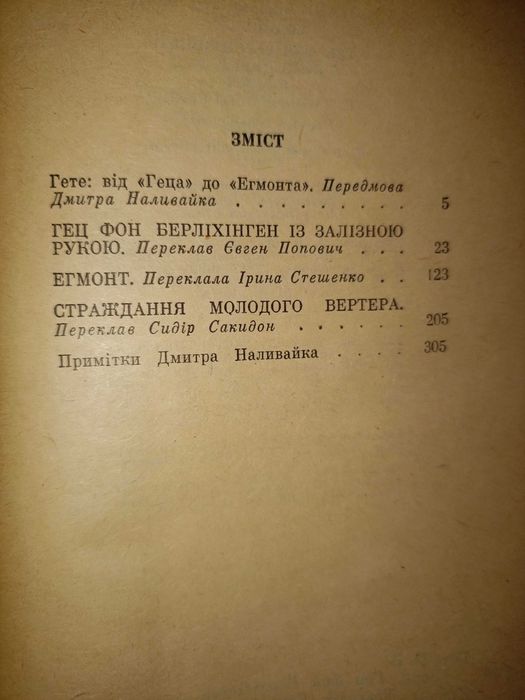 ЗМІСТ
Гете: від «Геца» до «Егмонта». Передмова
Дмитра Наливайка . . . . . . . . . 5
ГЕЦ ФОН БЕРЛІХІНГЕН ІЗ ЗАЛІЗНОЮ
РУКОЮ. Переклав Євген Попович . . . 23
ЕГМОНТ. Переклала Ірина Стешенко . . 123
СТРАЖДАННЯ МОЛОДОГО ВЕРТЕРА.
Переклав Сидір Сакидон . . . . . . 205
Примітки Дмитра Наливайка . . . . 305